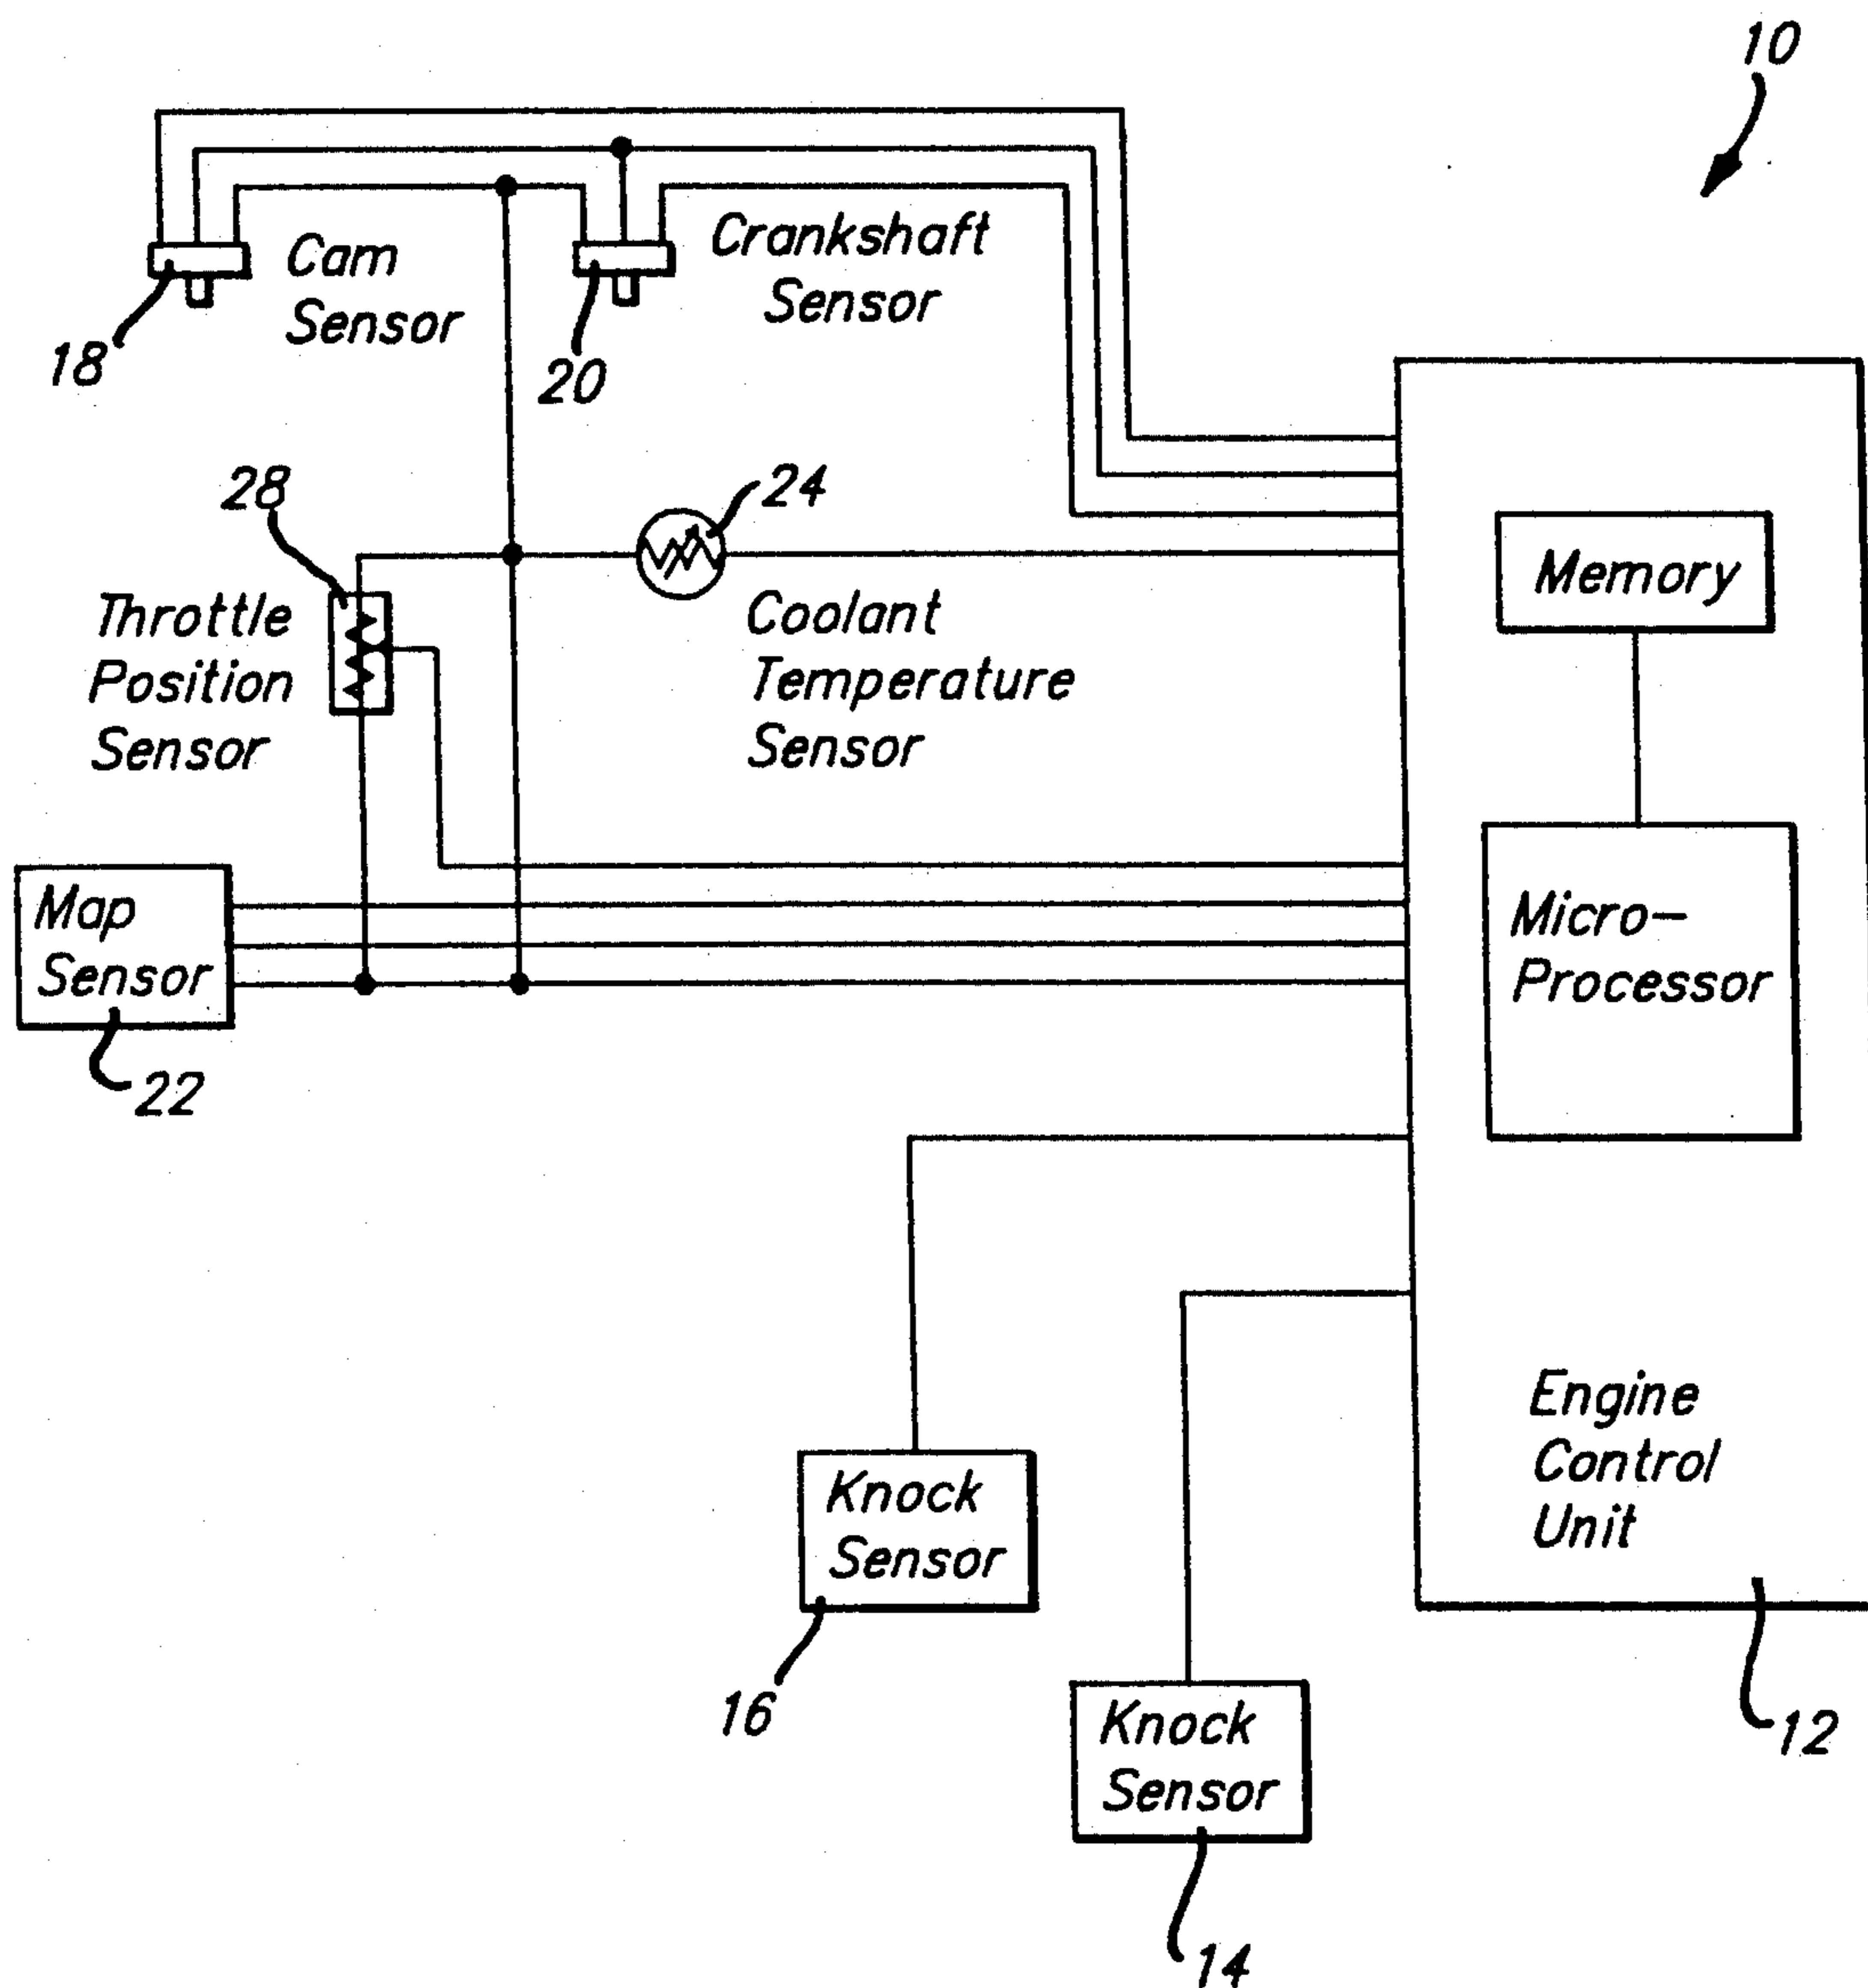 10
Cam
Sensor
18
Crankshaft
Sensor
20
28
24
Throttle
Position
Sensor
Coolant
Temperature
Sensor
Memory
Map
Sensor
22
Micro-
Processor
Engine
Control
Unit
12
Knock
Sensor
16
Knock
Sensor
14